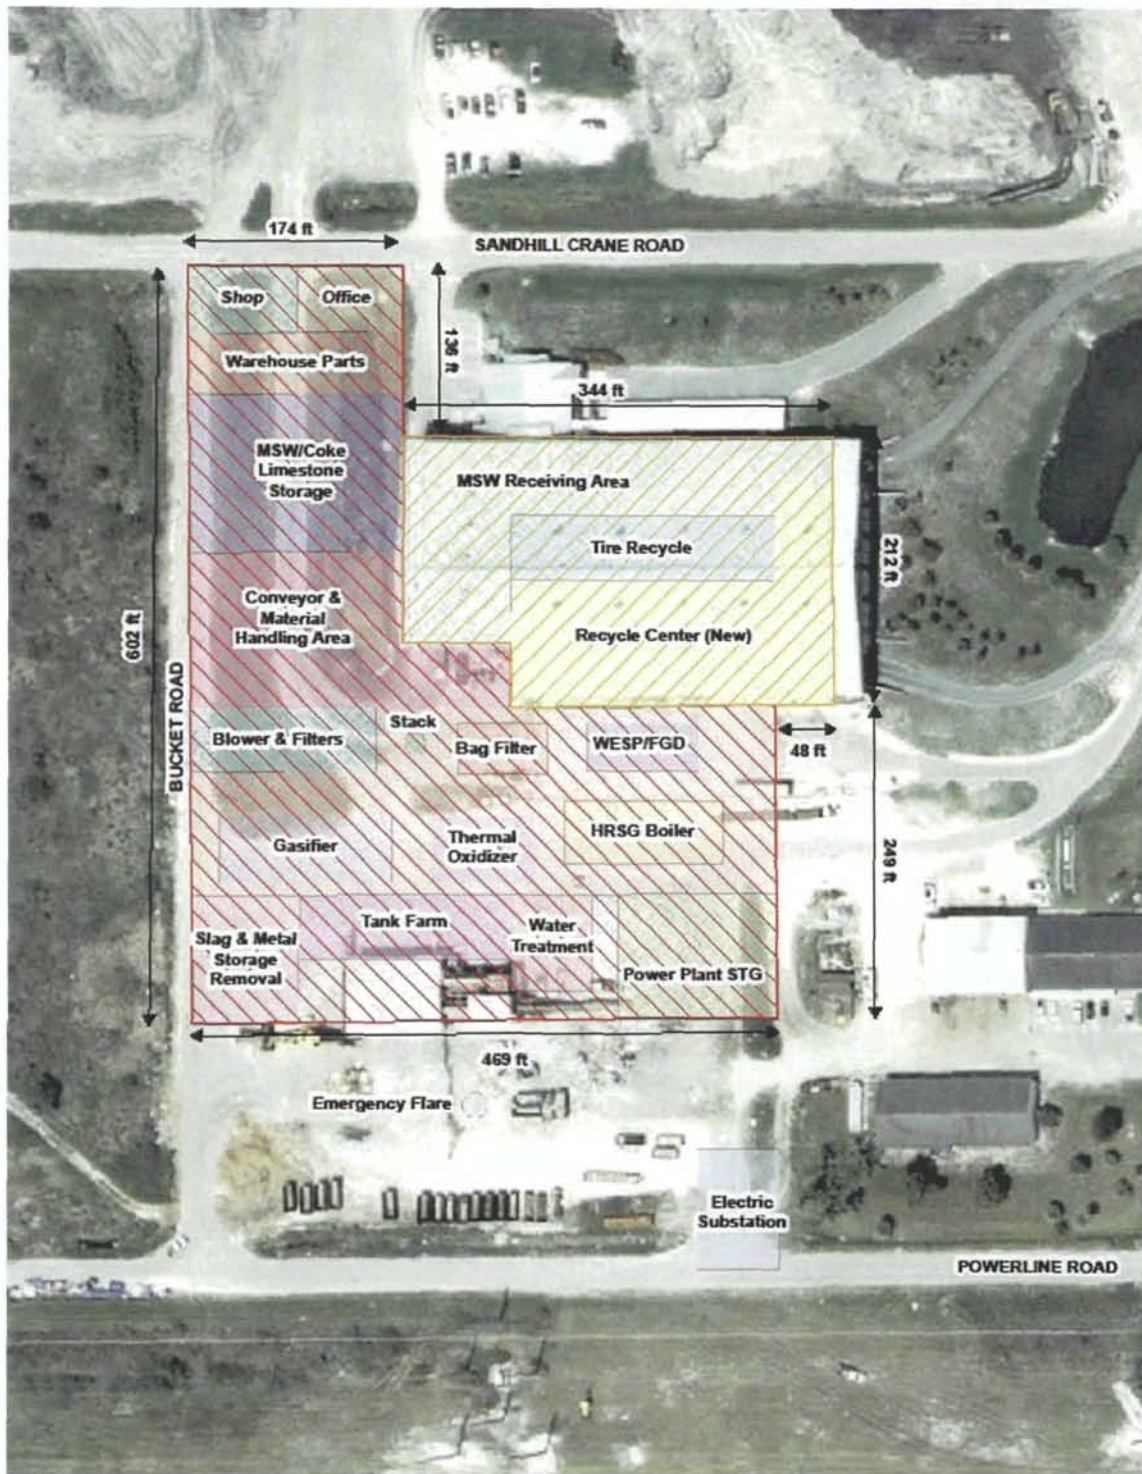 174 ft
SANDHILL CRANE ROAD
Shop
Office
136 ft
Warehouse Parts
344 ft
MSW/Coke
Limestone
Storage
MSW Receiving Area
Tire Recycle
212 ft
Conveyor &
Material
Handling Area
Recycle Center (New)
602 ft
BUCKET ROAD
Stack
Blower & Filters
Bag Filter
WESP/FGD
48 ft
Gasifier
Thermal
Oxidizer
HRSG Boiler
249 ft
Slag & Metal
Storage
Removal
Tank Farm
Water
Treatment
Power Plant STG
469 ft
Emergency Flare
Electric
Substation
POWERLINE ROAD